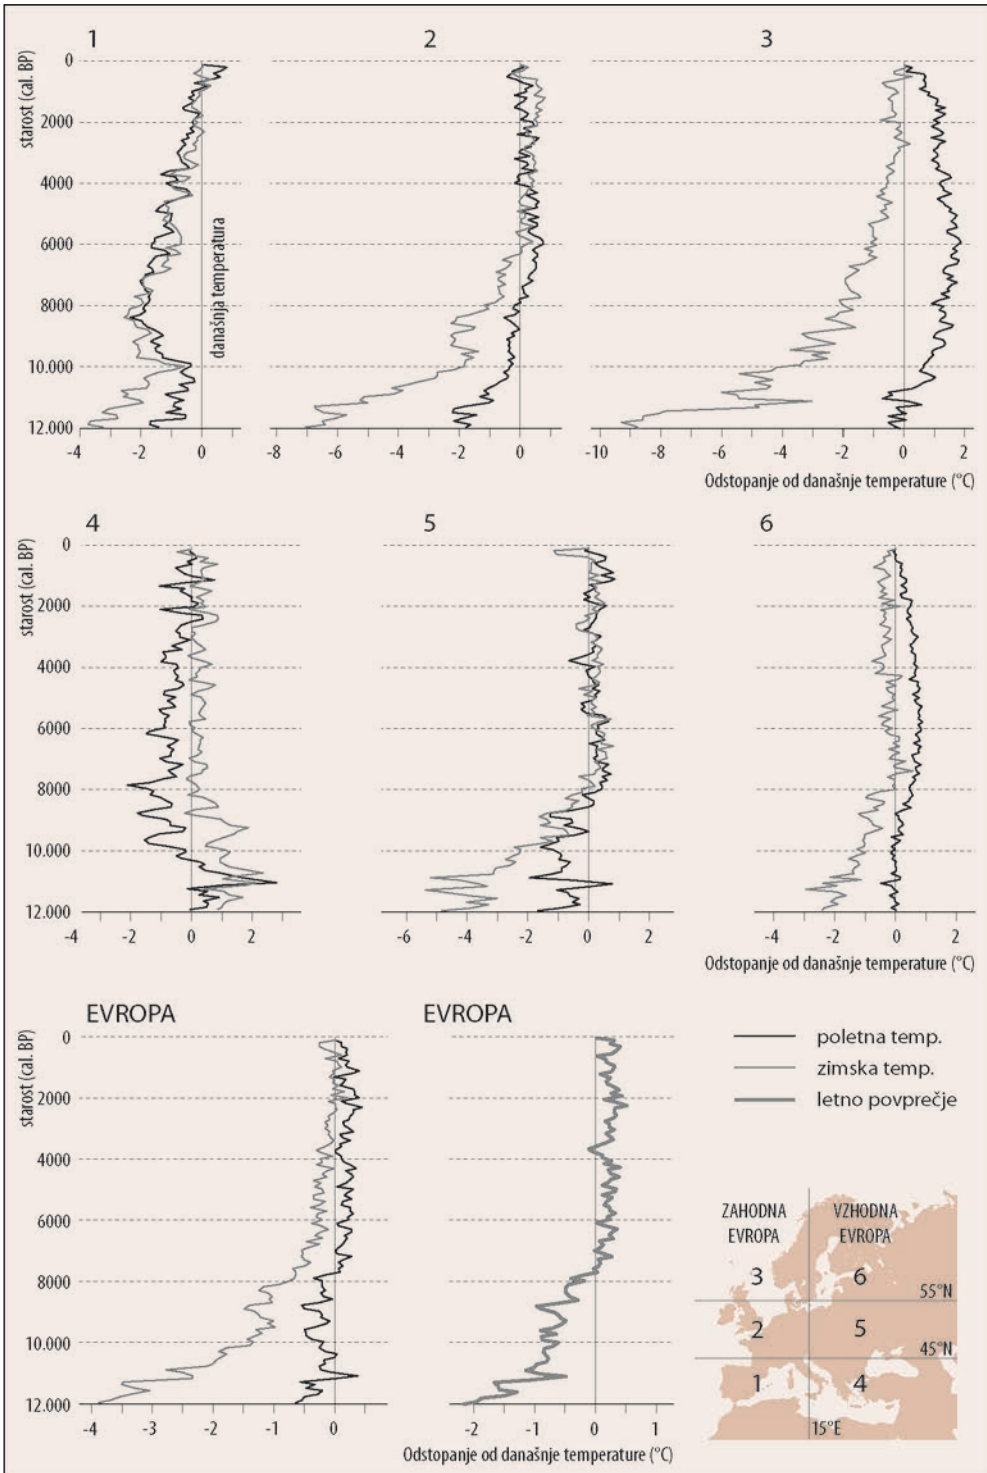 1 2 3
starost (cal. BP)
0
2000
4000
6000
8000
10.000
12.000
današnja temperatura
-4 -2 0
-8 -6 -4 -2 0
-10 -8 -6 -4 -2 0 2
Odstopanje od današnje temperature (°C)
4 5 6
starost (cal. BP)
0
2000
4000
6000
8000
10.000
12.000
-4 -2 0 2
-6 -4 -2 0 2
-4 -2 0 2
Odstopanje od današnje temperature (°C)
EVROPA EVROPA
starost (cal. BP)
0
2000
4000
6000
8000
10.000
12.000
-4 -3 -2 -1 0
-2 -1 0 1
Odstopanje od današnje temperature (°C)
poletna temp.
zimska temp.
letno povprečje
ZAHODNA EVROPA
VZHODNA EVROPA
3 6
55°N
2 5
45°N
1 4
15°E